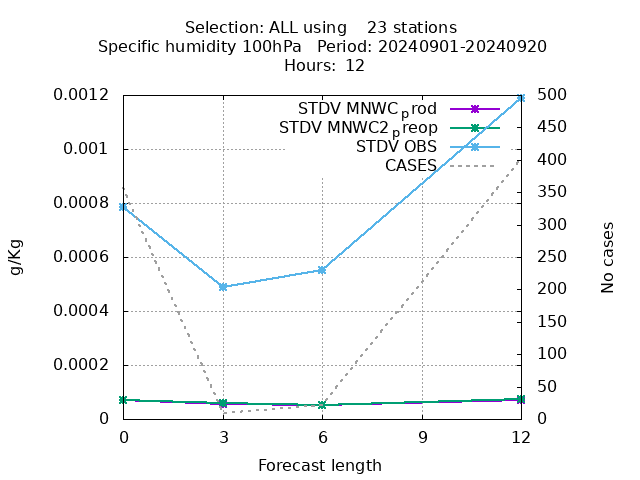 Selection: ALL using    23 stations
Specific humidity 100hPa   Period: 20240901-20240920
Hours: 12
STDV MNWC_prod
STDV MNWC2_preop
STDV OBS
CASES
0.0012
0.001
0.0008
0.0006
0.0004
0.0002
0
500
450
400
350
300
250
200
150
100
50
0
g/Kg
No cases
0 3 6 9 12
Forecast length